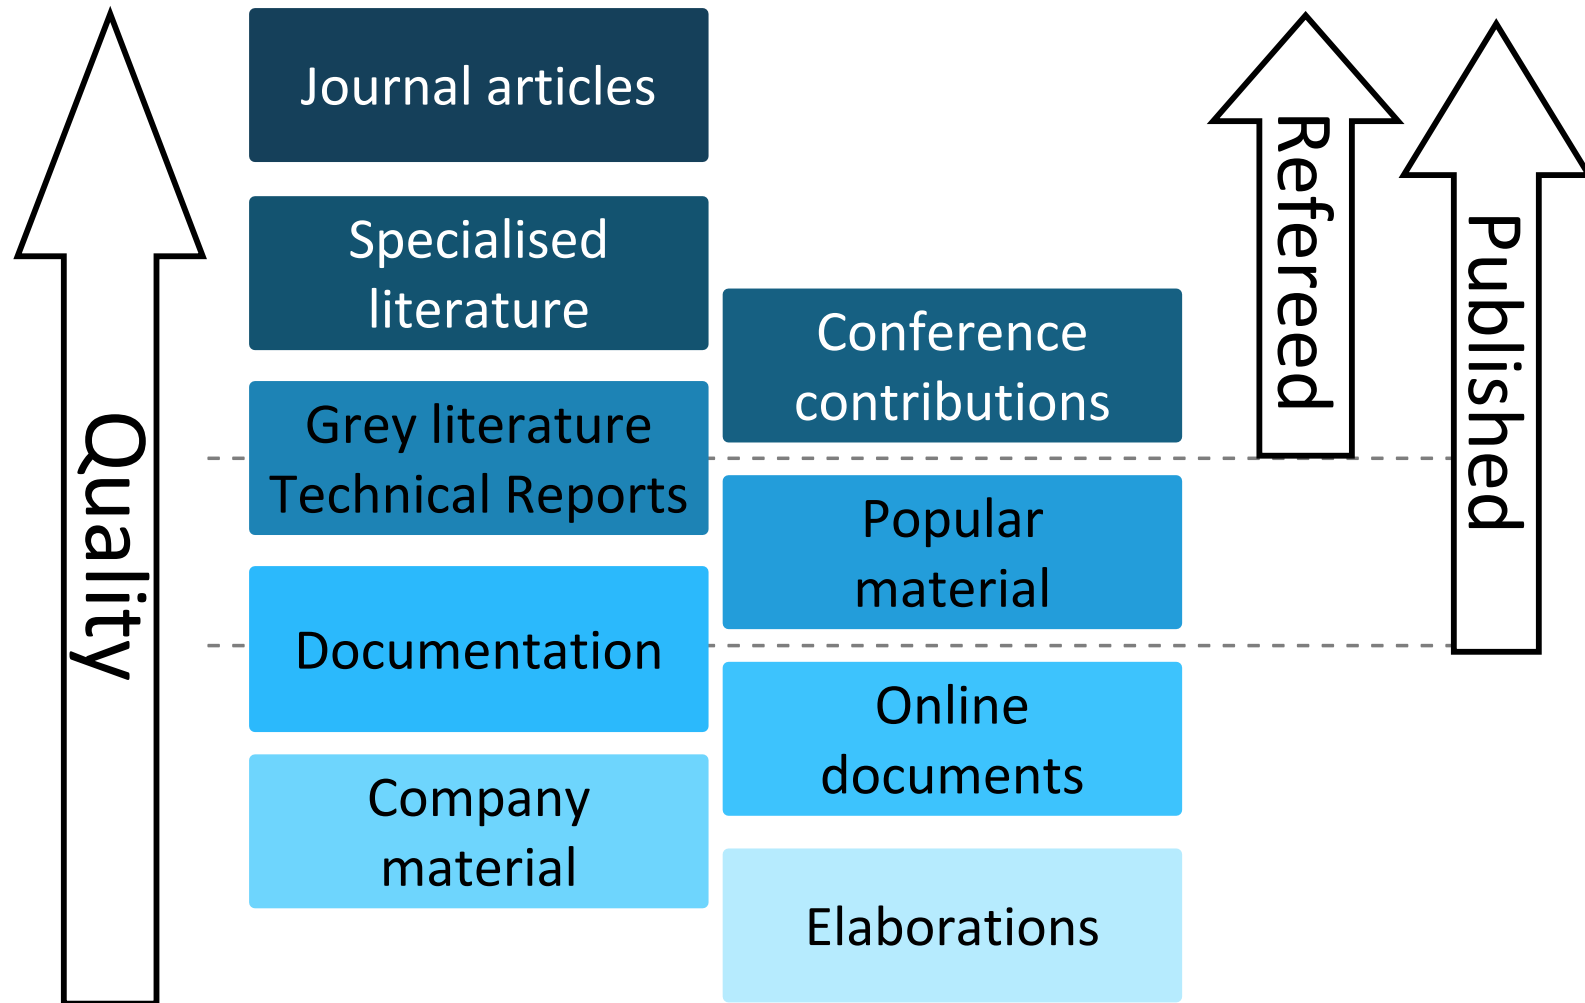 Journal articles
Specialised
literature
Conference
contributions
Grey literature
Technical Reports
Popular
material
Documentation
Online
documents
Company
material
Elaborations
Quality
Refereed
Published